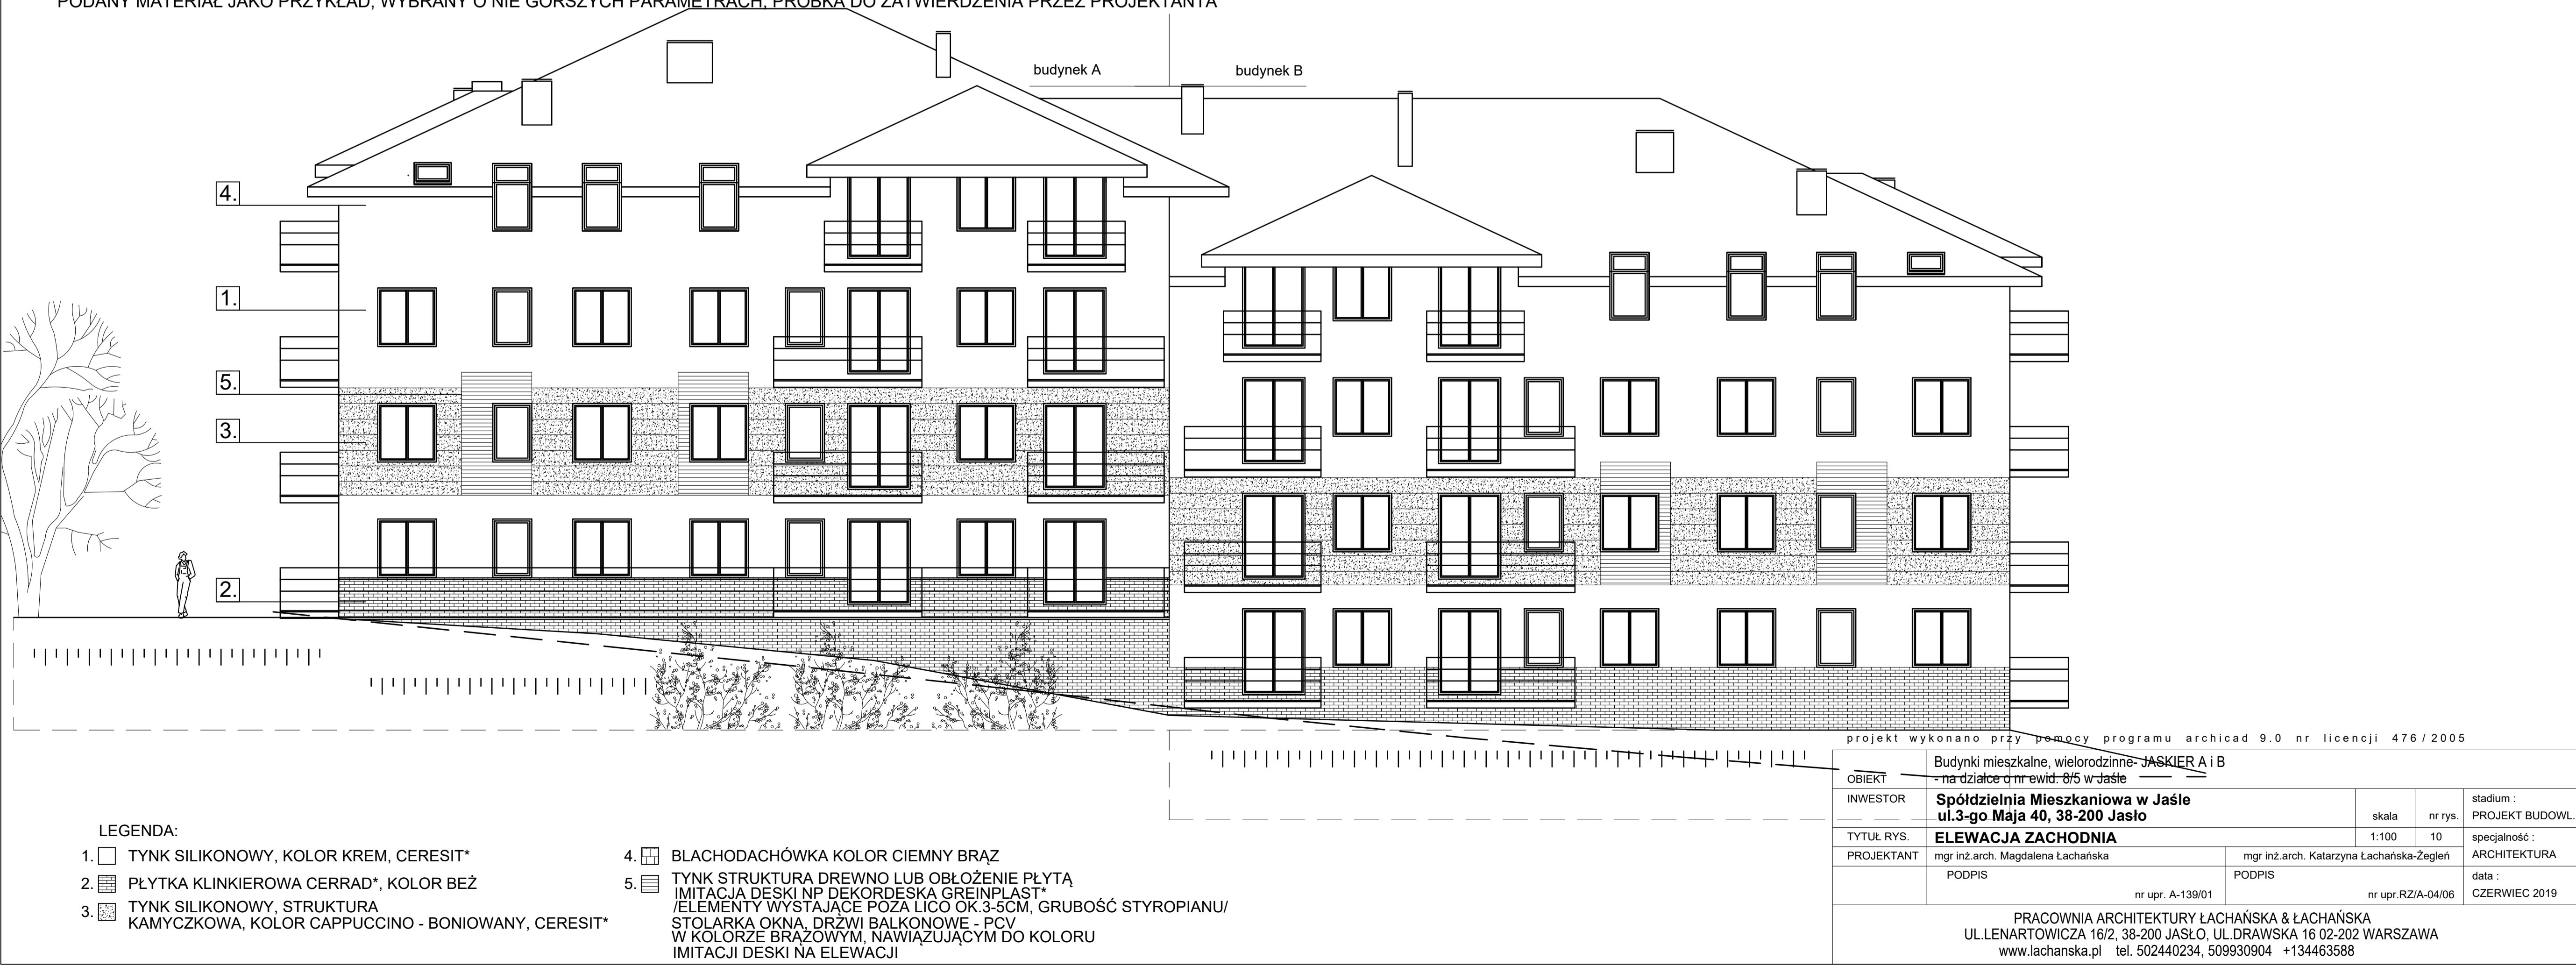 PODANY MATERIAŁ JAKO PRZYKŁAD, WYBRANY O NIE GORSZYCH PARAMETRACH, PRÓBKA DO ZATWIERDZENIA PRZEZ PROJEKTANTA
budynek A
budynek B
4.
1.
5.
3.
2.
projekt wykonano przy pomocy programu archicad 9.0 nr licencji 476/2005
OBIEKT
Budynki mieszkalne, wielorodzinne- JASKIER A i B
- na działce o nr ewid. 8/5 w Jaśle
INWESTOR
Spółdzielnia Mieszkaniowa w Jaśle
ul.3-go Maja 40, 38-200 Jasło
skala
nr rys.
stadium :
PROJEKT BUDOWL.
TYTUŁ RYS.
ELEWACJA ZACHODNIA
1:100
10
specjalność :
ARCHITEKTURA
PROJEKTANT
mgr inż.arch. Magdalena Łachańska
mgr inż.arch. Katarzyna Łachańska-Żegleń
PODPIS
nr upr. A-139/01
PODPIS
nr upr.RZ/A-04/06
data :
CZERWIEC 2019
PRACOWNIA ARCHITEKTURY ŁACHAŃSKA & ŁACHAŃSKA
UL.LENARTOWICZA 16/2, 38-200 JASŁO, UL.DRAWSKA 16 02-202 WARSZAWA
www.lachanska.pl tel. 502440234, 509930904 +134463588
LEGENDA:
1. TYNK SILIKONOWY, KOLOR KREM, CERESIT*
2. PŁYTKA KLINKIEROWA CERRAD*, KOLOR BEŻ
3. TYNK SILIKONOWY, STRUKTURA
KAMYCZKOWA, KOLOR CAPPUCCINO - BONIOWANY, CERESIT*
4. BLACHODACHÓWKA KOLOR CIEMNY BRĄZ
5. TYNK STRUKTURA DREWNO LUB OBŁOŻENIE PŁYTĄ
IMITACJA DESKI NP DEKORDESKA GREINPLAST*
/ELEMENTY WYSTAJĄCE POZA LICO OK.3-5CM, GRUBOŚĆ STYROPIANU/
STOLARKA OKNA, DRZWI BALKONOWE - PCV
W KOLORZE BRĄZOWYM, NAWIĄZUJĄCYM DO KOLORU
IMITACJI DESKI NA ELEWACJI